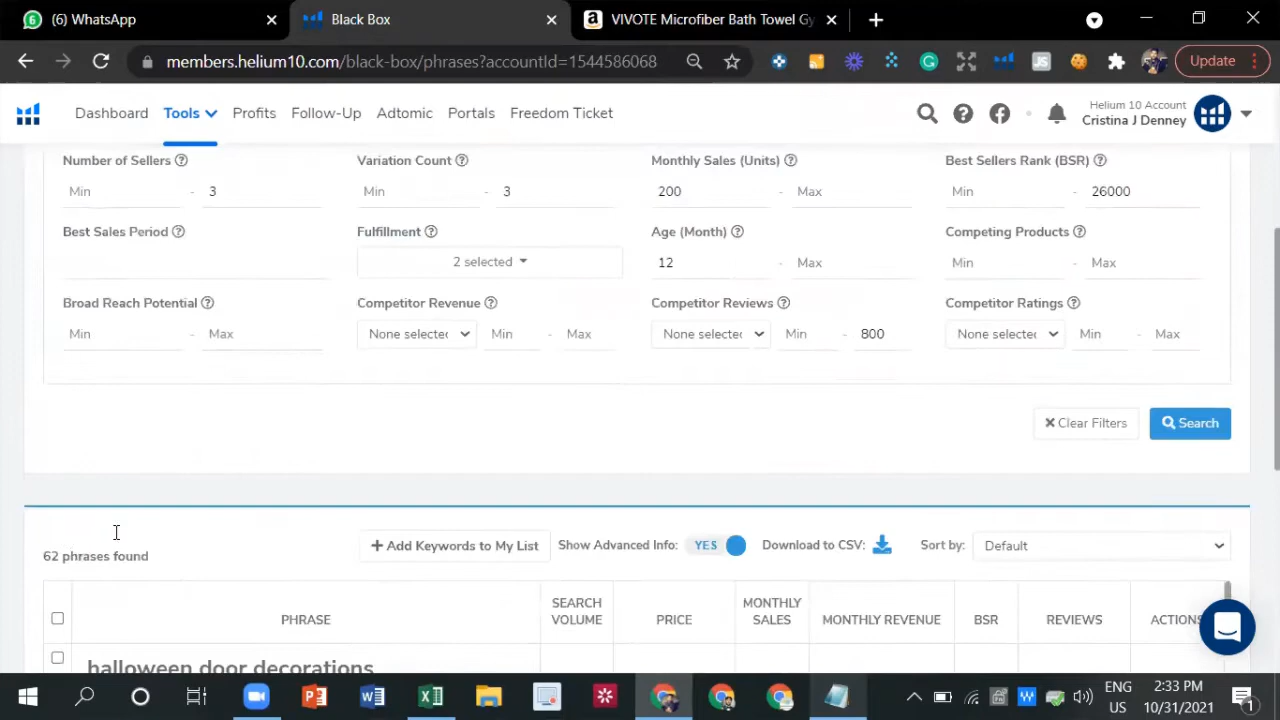 (6) WhatsApp
Black Box
VIVOTE Microfiber Bath Towel Gy
members.helium10.com/black-box/phrases?accountId=1544586068
Update
Dashboard Tools Profits Follow-Up Adtomic Portals Freedom Ticket
Helium 10 Account
Cristina J Denney
Number of Sellers Variation Count Monthly Sales (Units) Best Sellers Rank (BSR)
Min - 3 Min - 3 200 - Max Min - 26000
Best Sales Period Fulfillment Age (Month) Competing Products
2 selected 12 - Max Min - Max
Broad Reach Potential Competitor Revenue Competitor Reviews Competitor Ratings
Min - Max None selected Min - Max None selected Min - 800 None selected Min - Max
Clear Filters Search
62 phrases found + Add Keywords to My List Show Advanced Info: YES Download to CSV: Sort by: Default
PHRASE SEARCH VOLUME PRICE MONTHLY SALES MONTHLY REVENUE BSR REVIEWS ACTIONS
halloween door decorations
ENG 2:33 PM
US 10/31/2021 1